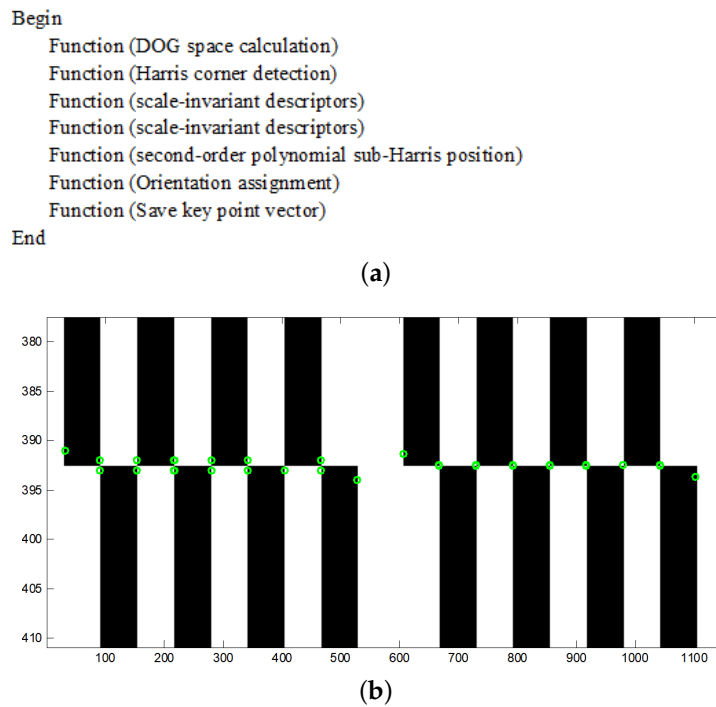 Begin
Function (DOG space calculation)
Function (Harris corner detection)
Function (scale-invariant descriptors)
Function (scale-invariant descriptors)
Function (second-order polynomial sub-Harris position)
Function (Orientation assignment)
Function (Save key point vector)
End
(a)
380
385
390
395
400
405
410
100 200 300 400 500 600 700 800 900 1000 1100
(b)